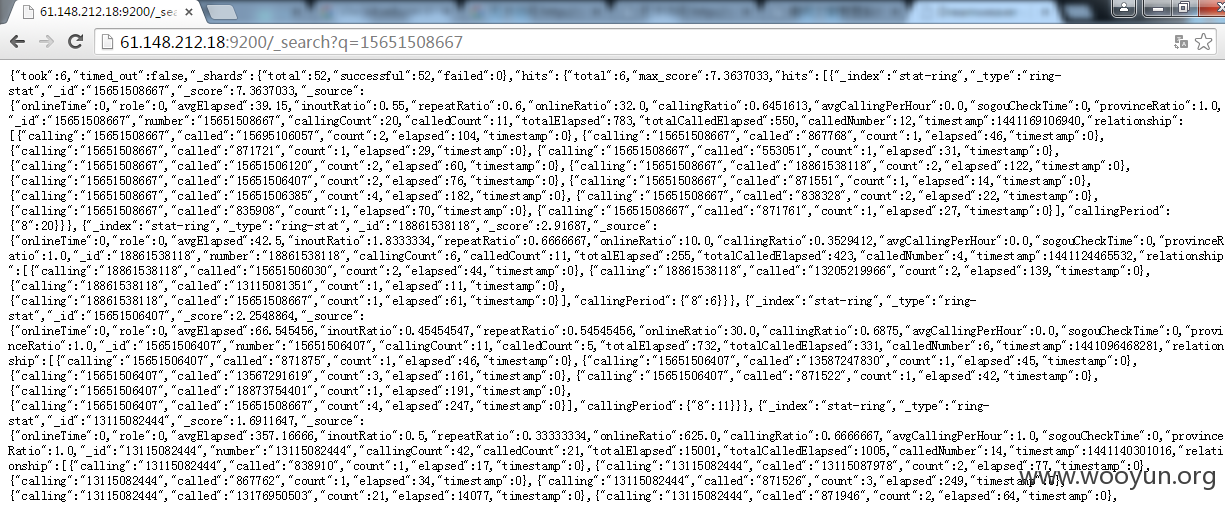 61.148.212.18:9200/_sea
61.148.212.18:9200/_search?q=15651508667
{"took":6,"timed_out":false,"_shards":{"total":52,"successful":52,"failed":0},"hits":{"total":6,"max_score":7.3637033,"hits":[{"_index":"stat-ring","_type":"ring-
stat","_id":"15651508667","_score":7.3637033,"_source":
{"onlineTime":0,"role":0,"avgElapsed":39.15,"inoutRatio":0.55,"repeatRatio":0.6,"onlineRatio":32.0,"callingRatio":0.6451613,"avgCallingPerHour":0.0,"sogouCheckTime":0,"provinceRatio":1.0,
"_id":"15651508667","number":"15651508667","callingCount":20,"calledCount":11,"totalElapsed":783,"totalCalledElapsed":550,"calledNumber":12,"timestamp":1441169106940,"relationship":
[{"calling":"15651508667","called":"15695106057","count":2,"elapsed":104,"timestamp":0},{"calling":"15651508667","called":"867768","count":1,"elapsed":46,"timestamp":0},
{"calling":"15651508667","called":"871721","count":1,"elapsed":29,"timestamp":0},{"calling":"15651508667","called":"553051","count":1,"elapsed":31,"timestamp":0},
{"calling":"15651508667","called":"15651506120","count":2,"elapsed":60,"timestamp":0},{"calling":"15651508667","called":"18861538118","count":2,"elapsed":122,"timestamp":0},
{"calling":"15651508667","called":"15651506407","count":2,"elapsed":76,"timestamp":0},{"calling":"15651508667","called":"871551","count":1,"elapsed":14,"timestamp":0},
{"calling":"15651508667","called":"15651506385","count":4,"elapsed":182,"timestamp":0},{"calling":"15651508667","called":"838328","count":2,"elapsed":22,"timestamp":0},
{"calling":"15651508667","called":"835908","count":1,"elapsed":70,"timestamp":0},{"calling":"15651508667","called":"871761","count":1,"elapsed":27,"timestamp":0}],"callingPeriod":
{"8":20}}},{"_index":"stat-ring","_type":"ring-stat","_id":"18861538118","_score":2.91687,"_source":
{"onlineTime":0,"role":0,"avgElapsed":42.5,"inoutRatio":1.8333334,"repeatRatio":0.6666667,"onlineRatio":10.0,"callingRatio":0.3529412,"avgCallingPerHour":0.0,"sogouCheckTime":0,"provinceR
atio":1.0,"_id":"18861538118","number":"18861538118","callingCount":6,"calledCount":11,"totalElapsed":255,"totalCalledElapsed":423,"calledNumber":4,"timestamp":1441124465532,"relationship
":[{"calling":"18861538118","called":"15651506030","count":2,"elapsed":44,"timestamp":0},{"calling":"18861538118","called":"13205219966","count":2,"elapsed":139,"timestamp":0},
{"calling":"18861538118","called":"13115081351","count":1,"elapsed":11,"timestamp":0},
{"calling":"18861538118","called":"15651508667","count":1,"elapsed":61,"timestamp":0}],"callingPeriod":{"8":6}}},{"_index":"stat-ring","_type":"ring-
stat","_id":"15651506407","_score":2.2548864,"_source":
{"onlineTime":0,"role":0,"avgElapsed":66.545456,"inoutRatio":0.45454547,"repeatRatio":0.54545456,"onlineRatio":30.0,"callingRatio":0.6875,"avgCallingPerHour":0.0,"sogouCheckTime":0,"provi
nceRatio":1.0,"_id":"15651506407","number":"15651506407","callingCount":11,"calledCount":5,"totalElapsed":732,"totalCalledElapsed":331,"calledNumber":6,"timestamp":1441096468281,"relation
ship":[{"calling":"15651506407","called":"871875","count":1,"elapsed":46,"timestamp":0},{"calling":"15651506407","called":"13587247830","count":1,"elapsed":45,"timestamp":0},
{"calling":"15651506407","called":"13567291619","count":3,"elapsed":161,"timestamp":0},{"calling":"15651506407","called":"871522","count":1,"elapsed":42,"timestamp":0},
{"calling":"15651506407","called":"18873754401","count":1,"elapsed":191,"timestamp":0},
{"calling":"15651506407","called":"15651508667","count":4,"elapsed":247,"timestamp":0}],"callingPeriod":{"8":11}}},{"_index":"stat-ring","_type":"ring-
stat","_id":"13115082444","_score":1.6911647,"_source":
{"onlineTime":0,"role":0,"avgElapsed":357.16666,"inoutRatio":0.5,"repeatRatio":0.33333334,"onlineRatio":625.0,"callingRatio":0.6666667,"avgCallingPerHour":1.0,"sogouCheckTime":0,"province
Ratio":1.0,"_id":"13115082444","number":"13115082444","callingCount":42,"calledCount":21,"totalElapsed":15001,"totalCalledElapsed":1005,"calledNumber":14,"timestamp":1441140301016,"relati
onship":[{"calling":"13115082444","called":"838910","count":1,"elapsed":17,"timestamp":0},{"calling":"13115082444","called":"13115087978","count":2,"elapsed":77,"timestamp":0},
{"calling":"13115082444","called":"867762","count":1,"elapsed":34,"timestamp":0},{"calling":"13115082444","called":"871526","count":3,"elapsed":249,"timestamp":0},
{"calling":"13115082444","called":"13176950503","count":21,"elapsed":14077,"timestamp":0},{"calling":"13115082444","called":"871946","count":2,"elapsed":64,"timestamp":0},
www.wooyun.org